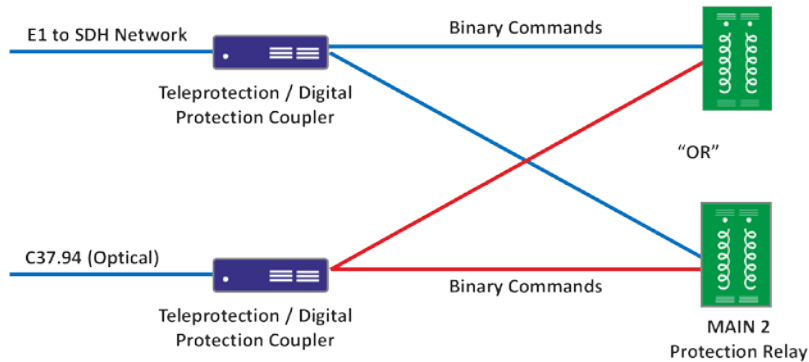 E1 to SDH Network
Binary Commands
Teleprotection / Digital
Protection Coupler
“OR”
C37.94 (Optical)
Binary Commands
Teleprotection / Digital
Protection Coupler
MAIN 2
Protection Relay